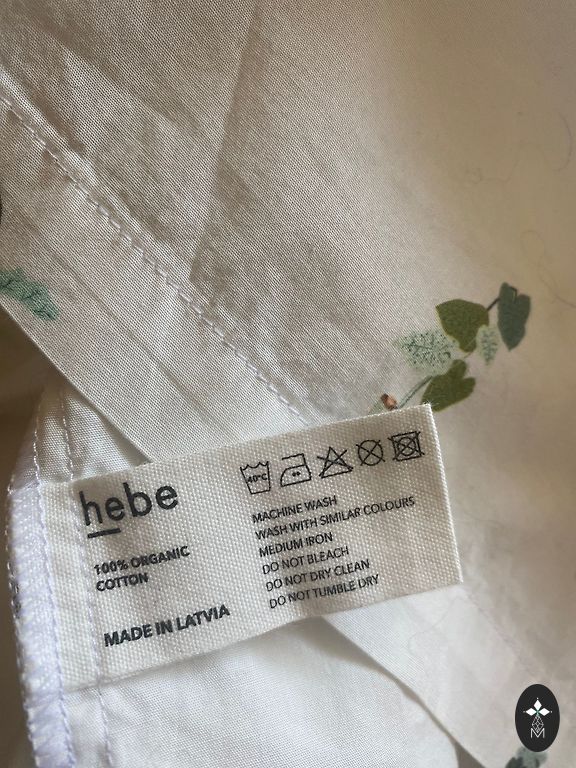 hebe
100% ORGANIC
COTTON
MADE IN LATVIA
40°C
MACHINE WASH
WASH WITH SIMILAR COLOURS
MEDIUM IRON
DO NOT BLEACH
DO NOT DRY CLEAN
DO NOT TUMBLE DRY
M